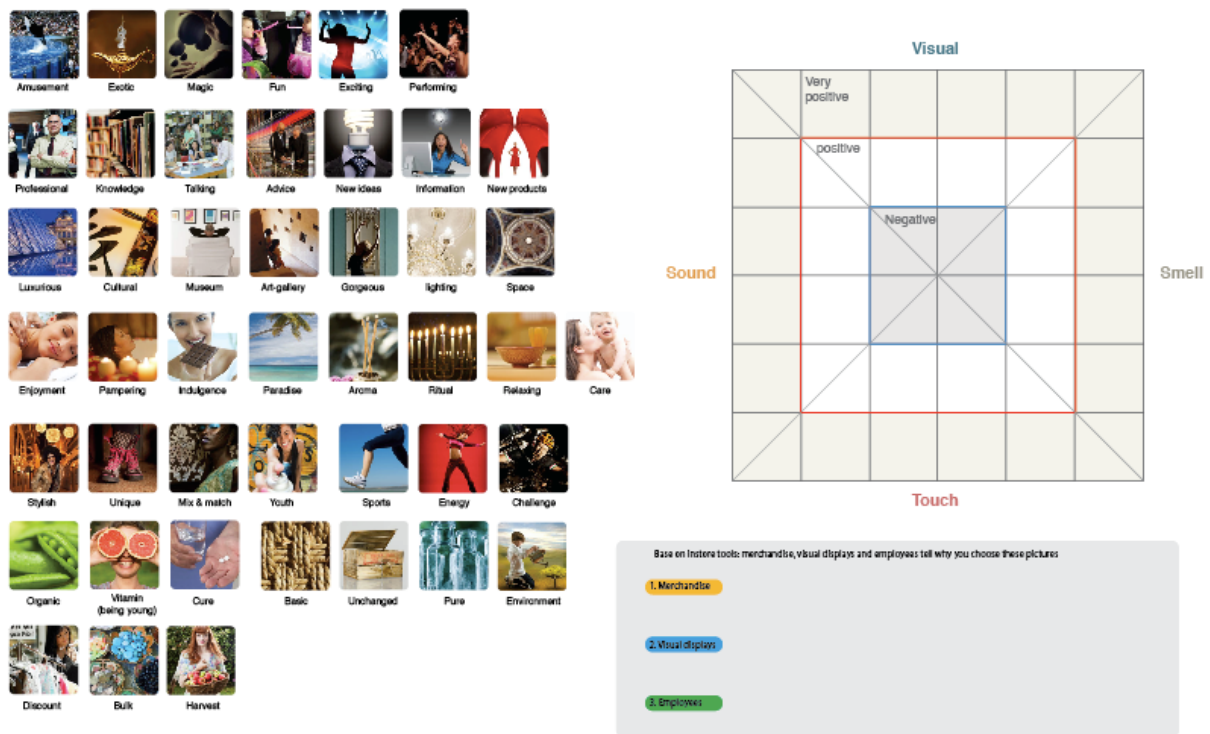 Amusement
Exotic
Magic
Fun
Exciting
Performing
Professional
Knowledge
Talking
Advice
New ideas
Information
New products
Luxurious
Cultural
Museum
Art-gallery
Gorgeous
lighting
Space
Enjoyment
Pampering
Indulgence
Paradise
Aroma
Ritual
Relaxing
Care
Stylish
Unique
Mix & match
Youth
Sports
Energy
Challenge
Organic
Vitamin
(being young)
Cure
Basic
Unchanged
Pure
Environment
Discount
Bulk
Harvest
Visual
Very
positive
positive
Negative
Sound
Smell
Touch
Base on instore tools: merchandise, visual displays and employees tell why you choose these pictures
1. Merchandise
2. Visual displays
3. Employees